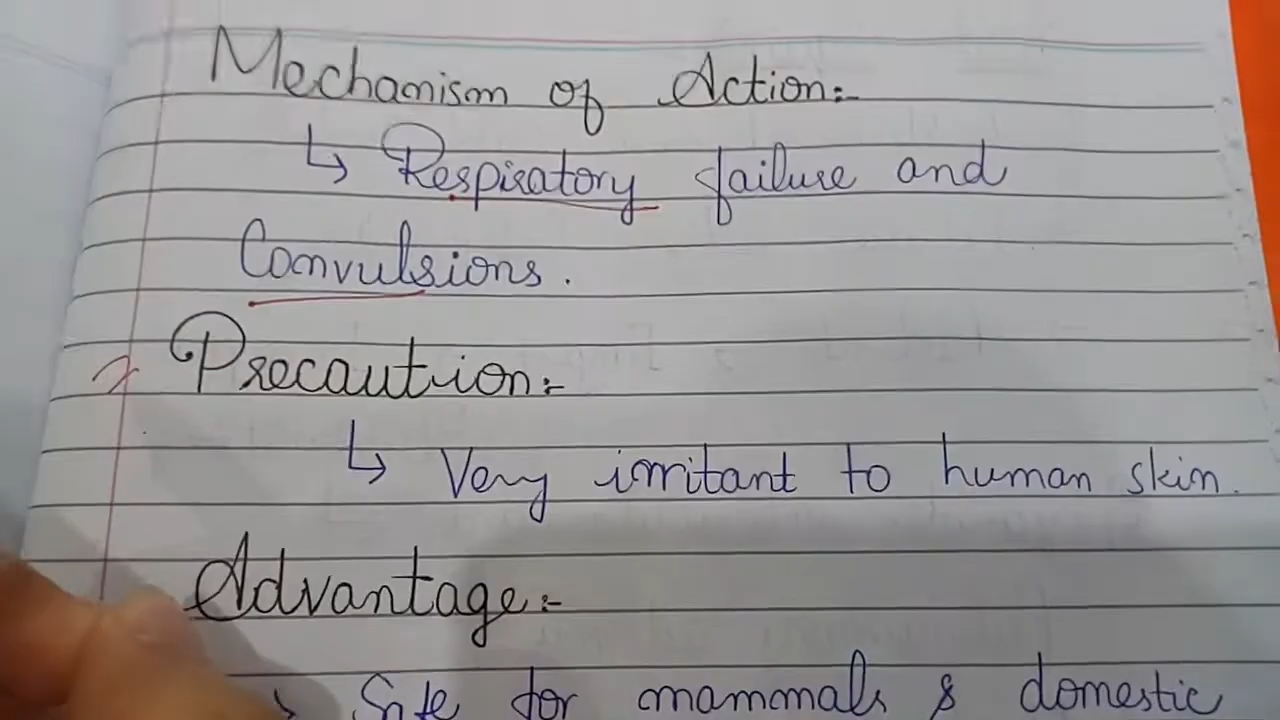 Mechanism of Action:-
↳ Respiratory failure and
Convulsions.
Precaution:-
↳ Very irritant to human skin.
Advantage:-
↳ Safe for mammals & domestic